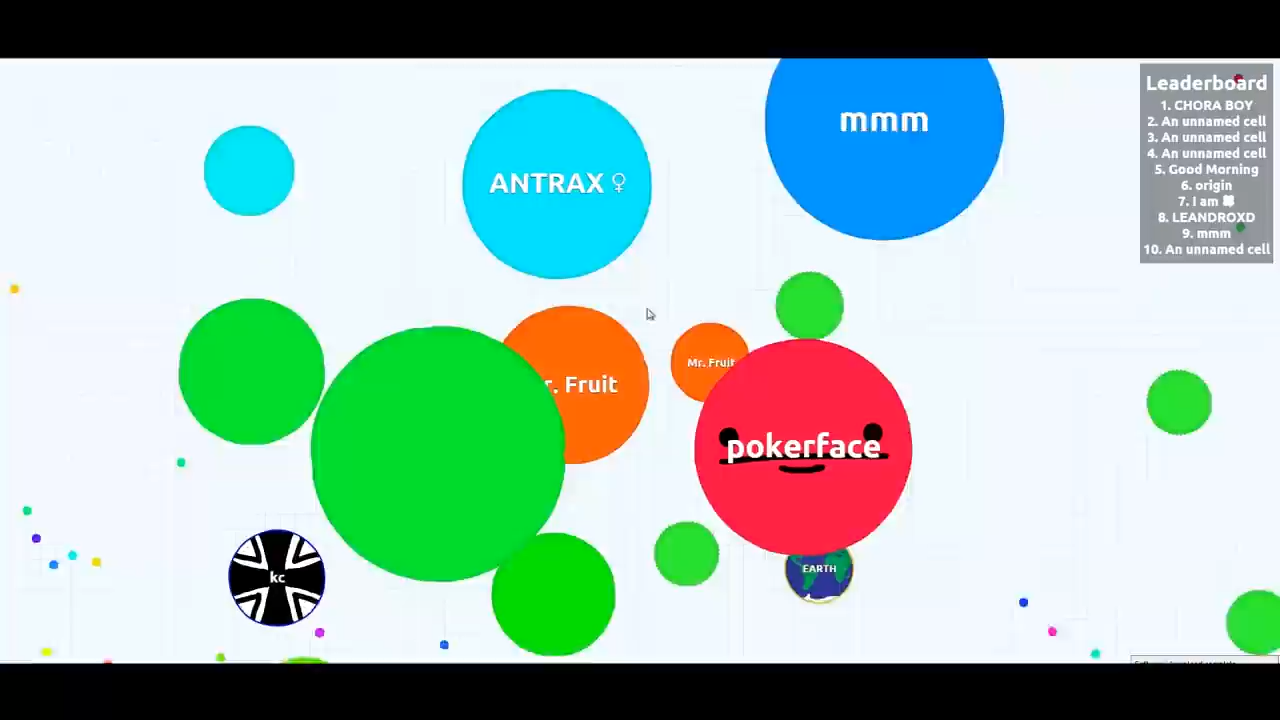 mmm
ANTRAX ♀
r. Fruit
Mr. Fruit
pokerface
kc
EARTH
Leaderboard
1. CHORA BOY
2. An unnamed cell
3. An unnamed cell
4. An unnamed cell
5. Good Morning
6. origin
7. I am
8. LEANDROXD
9. mmm
10. An unnamed cell